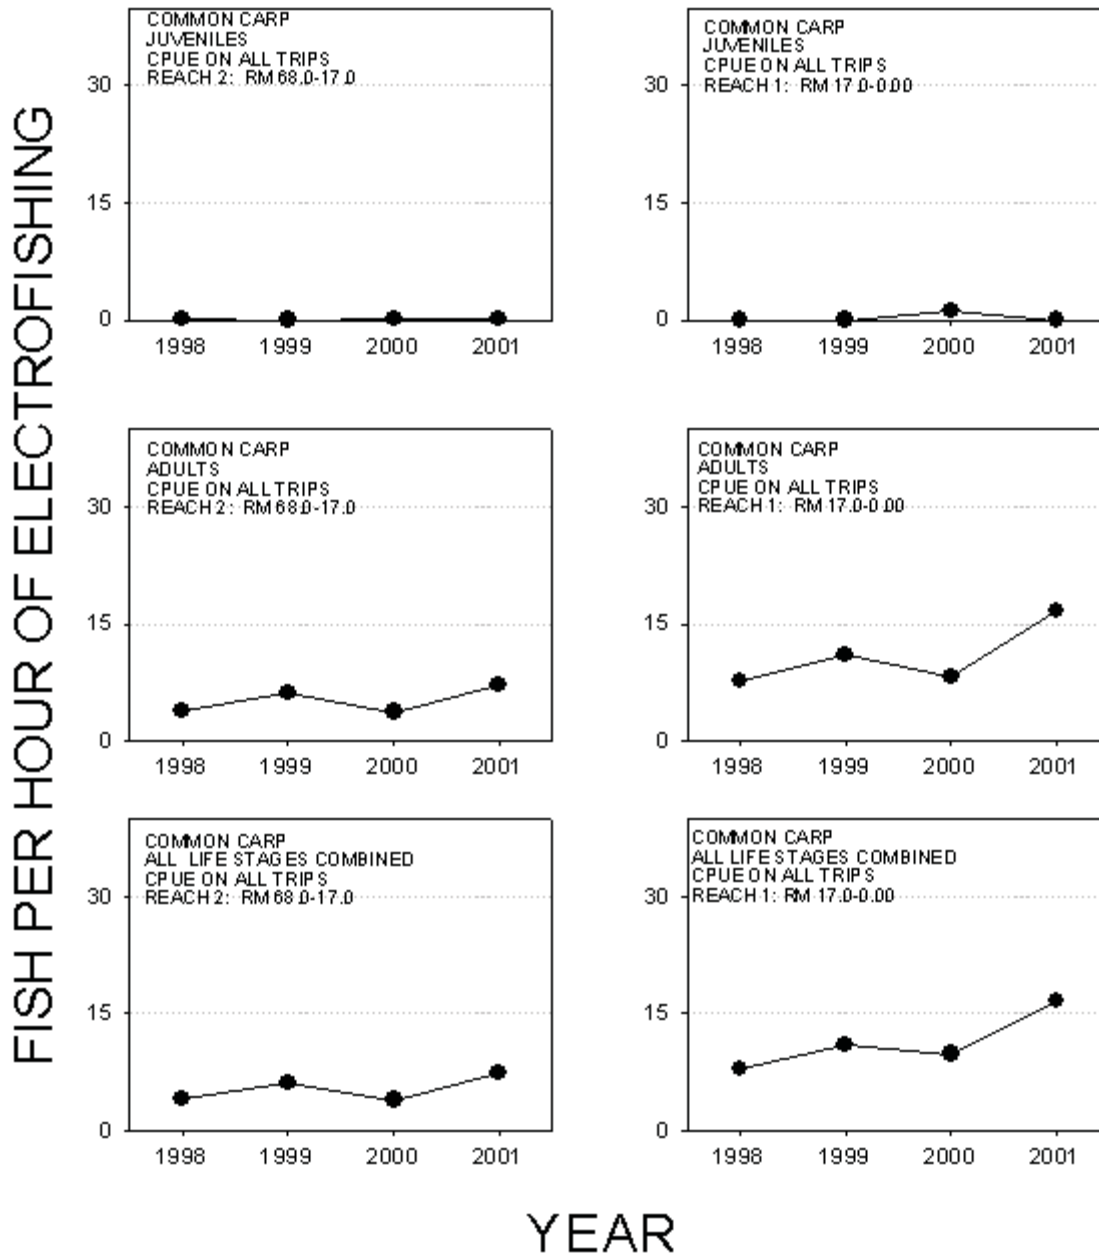 FISH PER HOUR OF ELECTROFISHING
COMMON CARP
JUVENILES
CPUE ON ALL TRIPS
REACH 2: RM 68.0-17.0
30
15
0
1998 1999 2000 2001
COMMON CARP
JUVENILES
CPUE ON ALL TRIPS
REACH 1: RM 17.0-0.00
30
15
0
1998 1999 2000 2001
COMMON CARP
ADULTS
CPUE ON ALL TRIPS
REACH 2: RM 68.0-17.0
30
15
0
1998 1999 2000 2001
COMMON CARP
ADULTS
CPUE ON ALL TRIPS
REACH 1: RM 17.0-0.00
30
15
0
1998 1999 2000 2001
COMMON CARP
ALL LIFE STAGES COMBINED
CPUE ON ALL TRIPS
REACH 2: RM 68.0-17.0
30
15
0
1998 1999 2000 2001
COMMON CARP
ALL LIFE STAGES COMBINED
CPUE ON ALL TRIPS
REACH 1: RM 17.0-0.00
30
15
0
1998 1999 2000 2001
YEAR